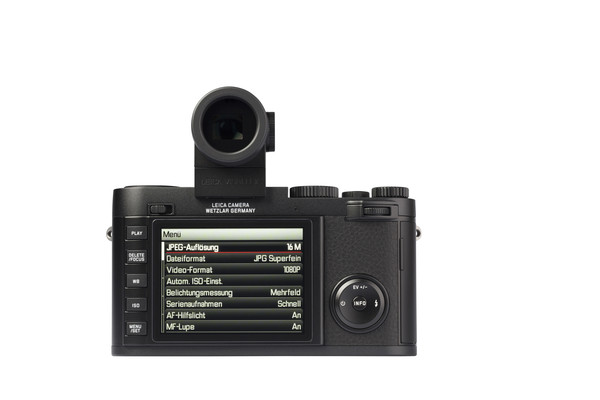 LEICA CAMERA
WETZLAR GERMANY
PLAY
DELETE
/FOCUS
WB
ISO
MENU
/SET
Menü
JPEG-Auflösung 16 M
Dateiformat JPG Superfein
Video-Format 1080P
Autom. ISO-Einst.
Belichtungsmessung Mehrfeld
Serienaufnahmen Schnell
AF-Hilfslicht An
MF-Lupe An
EV +/-
INFO